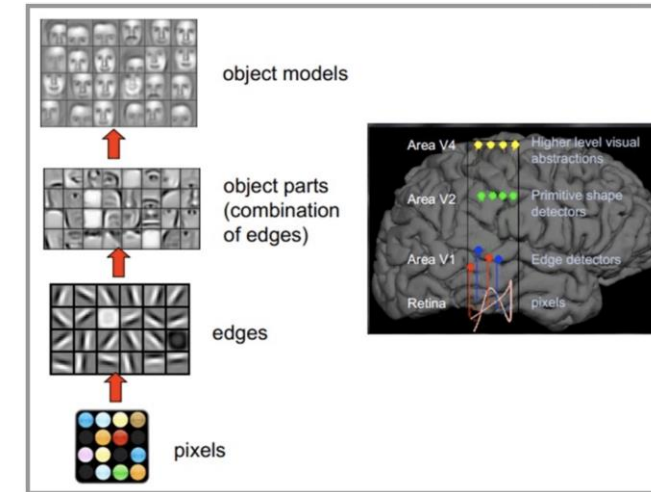 object models
object parts
(combination
of edges)
edges
pixels
Area V4
Higher level visual
abstractions
Area V2
Primitive shape
detectors
Area V1
Edge detectors
Retina
pixels